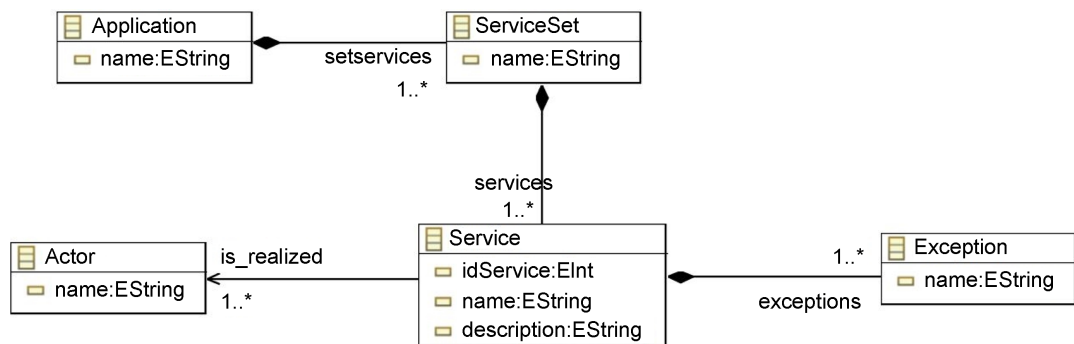 Application
name:EString
setservices
1..*
ServiceSet
name:EString
services
1..*
Actor
name:EString
is_realized
1..*
Service
idService:EInt
name:EString
description:EString
1..*
exceptions
Exception
name:EString